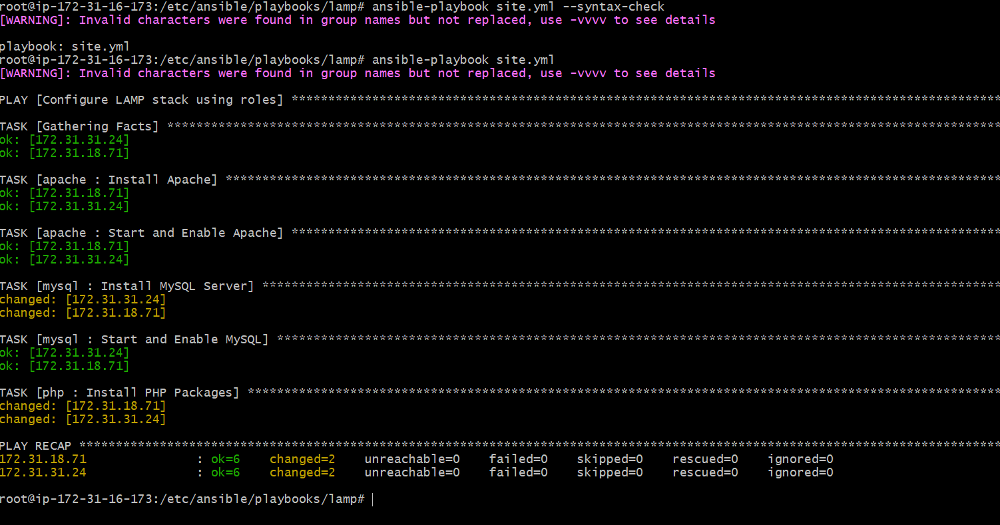 root@ip-172-31-16-173:/etc/ansible/playbooks/lamp# ansible-playbook site.yml --syntax-check
[WARNING]: Invalid characters were found in group names but not replaced, use -vvvv to see details
playbook: site.yml
root@ip-172-31-16-173:/etc/ansible/playbooks/lamp# ansible-playbook site.yml
[WARNING]: Invalid characters were found in group names but not replaced, use -vvvv to see details
PLAY [Configure LAMP stack using roles] *************************************************************************************************
TASK [Gathering Facts] ******************************************************************************************************************
ok: [172.31.31.24]
ok: [172.31.18.71]
TASK [apache : Install Apache] **********************************************************************************************************
ok: [172.31.18.71]
ok: [172.31.31.24]
TASK [apache : Start and Enable Apache] *************************************************************************************************
ok: [172.31.18.71]
ok: [172.31.31.24]
TASK [mysql : Install MySQL Server] *****************************************************************************************************
changed: [172.31.31.24]
changed: [172.31.18.71]
TASK [mysql : Start and Enable MySQL] ***************************************************************************************************
ok: [172.31.31.24]
ok: [172.31.18.71]
TASK [php : Install PHP Packages] *******************************************************************************************************
changed: [172.31.18.71]
changed: [172.31.31.24]
PLAY RECAP ******************************************************************************************************************************
172.31.18.71               : ok=6    changed=2    unreachable=0    failed=0    skipped=0    rescued=0    ignored=0
172.31.31.24               : ok=6    changed=2    unreachable=0    failed=0    skipped=0    rescued=0    ignored=0
root@ip-172-31-16-173:/etc/ansible/playbooks/lamp#